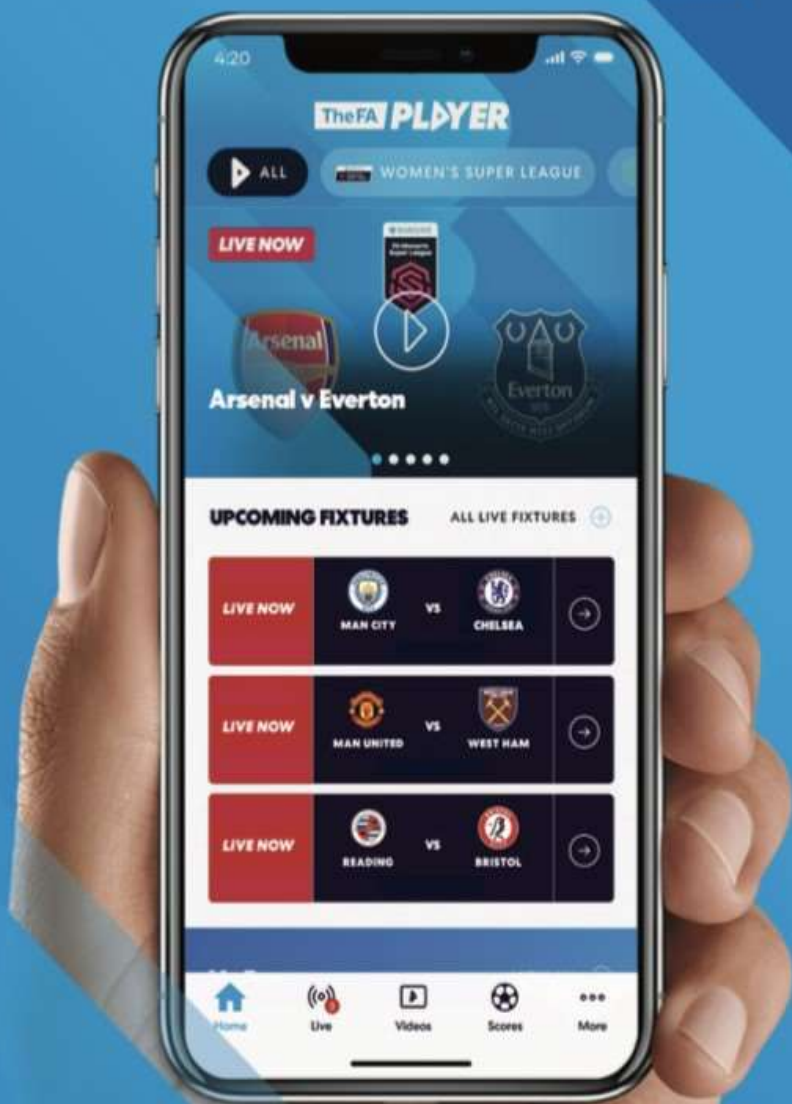 4:20
TheFA PLAYER
ALL
WOMEN'S SUPER LEAGUE
LIVE NOW
Arsenal
Everton
Arsenal v Everton
UPCOMING FIXTURES
ALL LIVE FIXTURES
LIVE NOW
MAN CITY
VS
CHELSEA
LIVE NOW
MAN UNITED
VS
WEST HAM
LIVE NOW
READING
VS
BRISTOL
Home
Live
Videos
Scores
More